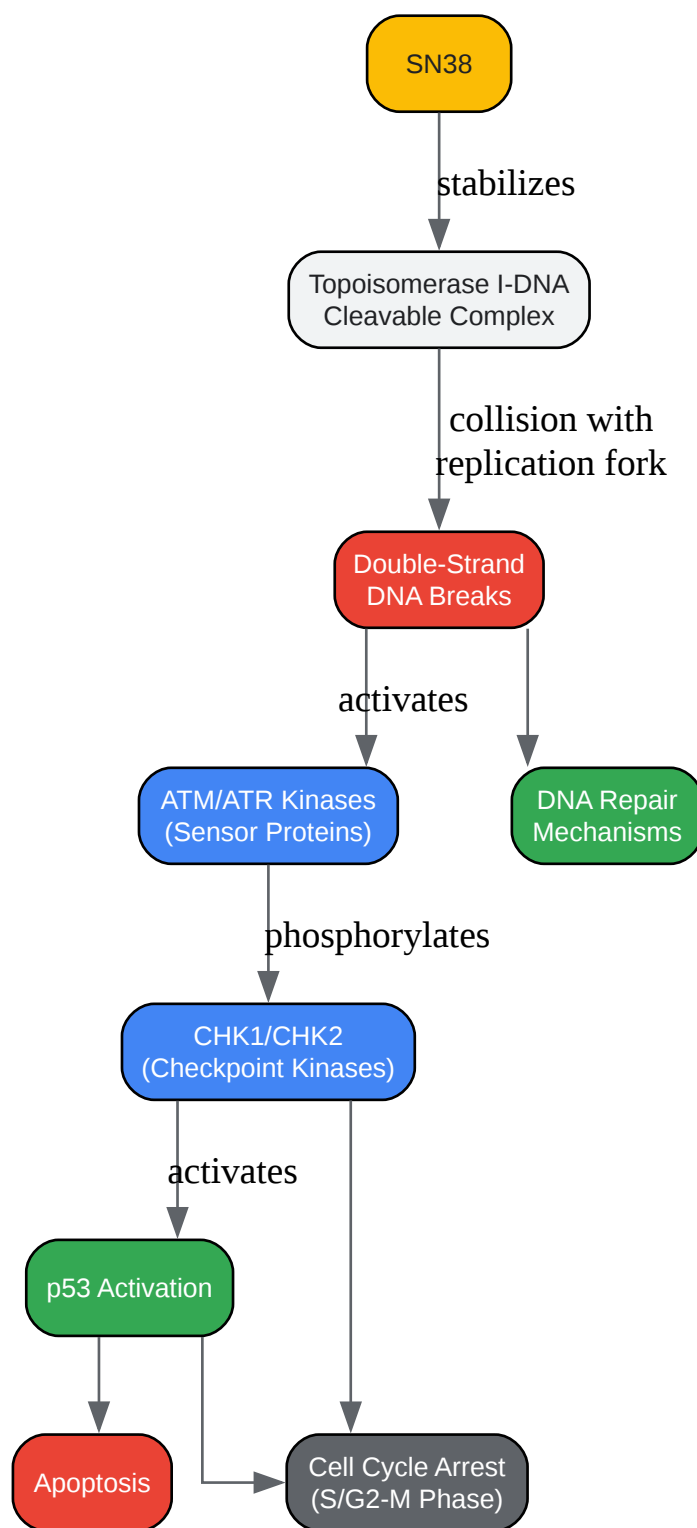 SN38
stabilizes
Topoisomerase I-DNA
Cleavable Complex
collision with
replication fork
Double-Strand
DNA Breaks
activates
ATM/ATR Kinases
(Sensor Proteins)
DNA Repair
Mechanisms
phosphorylates
CHK1/CHK2
(Checkpoint Kinases)
activates
p53 Activation
Apoptosis
Cell Cycle Arrest
(S/G2-M Phase)